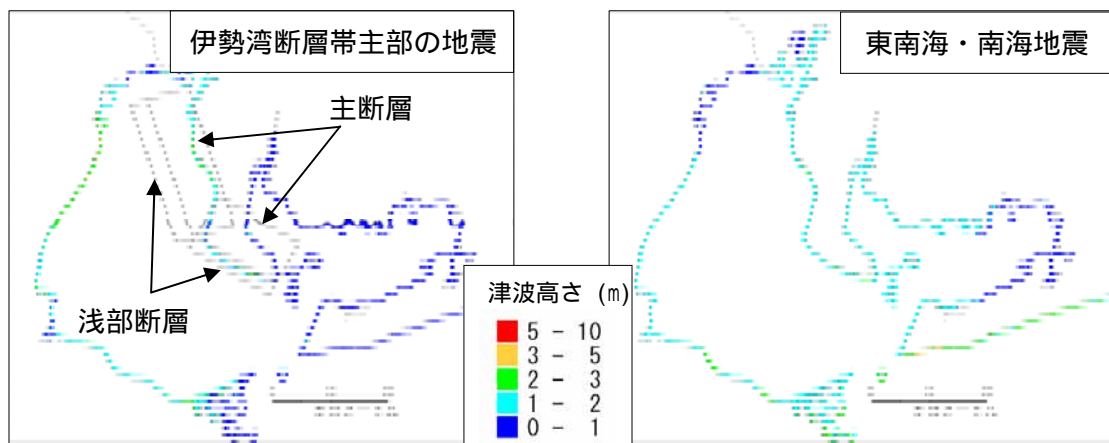 伊勢湾断層帯主部の地震
東南海・南海地震
主断層
浅部断層
津波高さ (m)
5 - 10
3 - 5
2 - 3
1 - 2
0 - 1